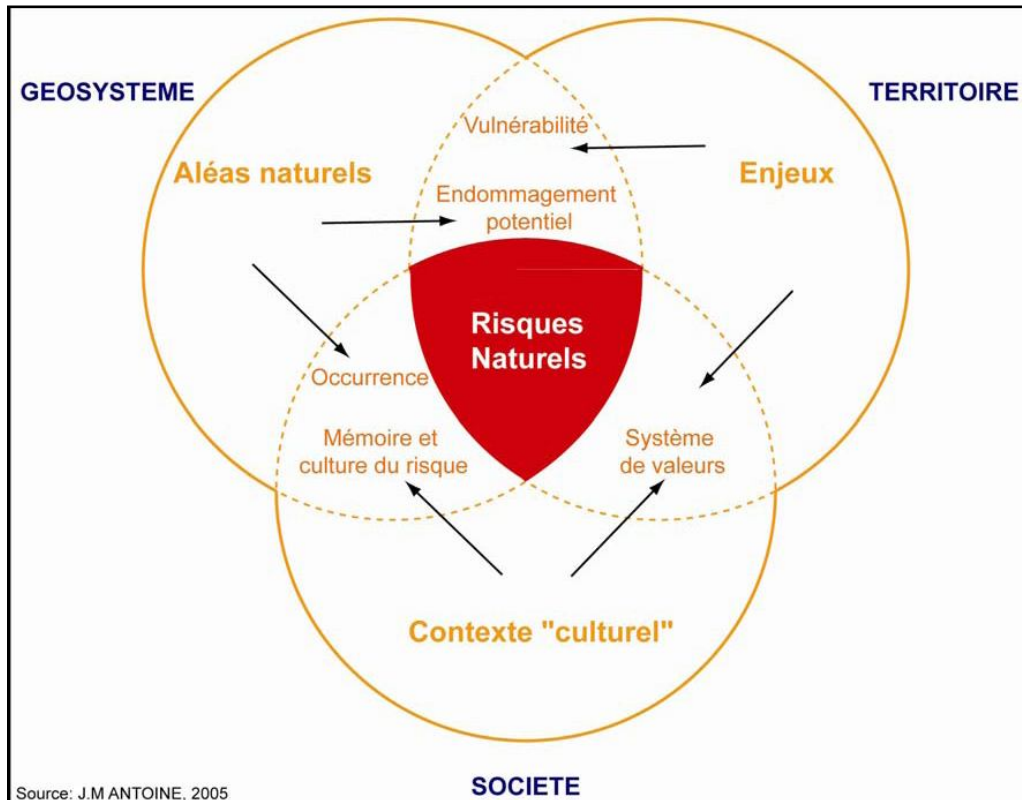 GEOSYSTEME
TERRITOIRE
Vulnérabilité
Aléas naturels
Enjeux
Endommagement
potentiel
Risques
Naturels
Occurrence
Mémoire et
culture du risque
Système
de valeurs
Contexte "culturel"
SOCIETE
Source: J.M ANTOINE, 2005